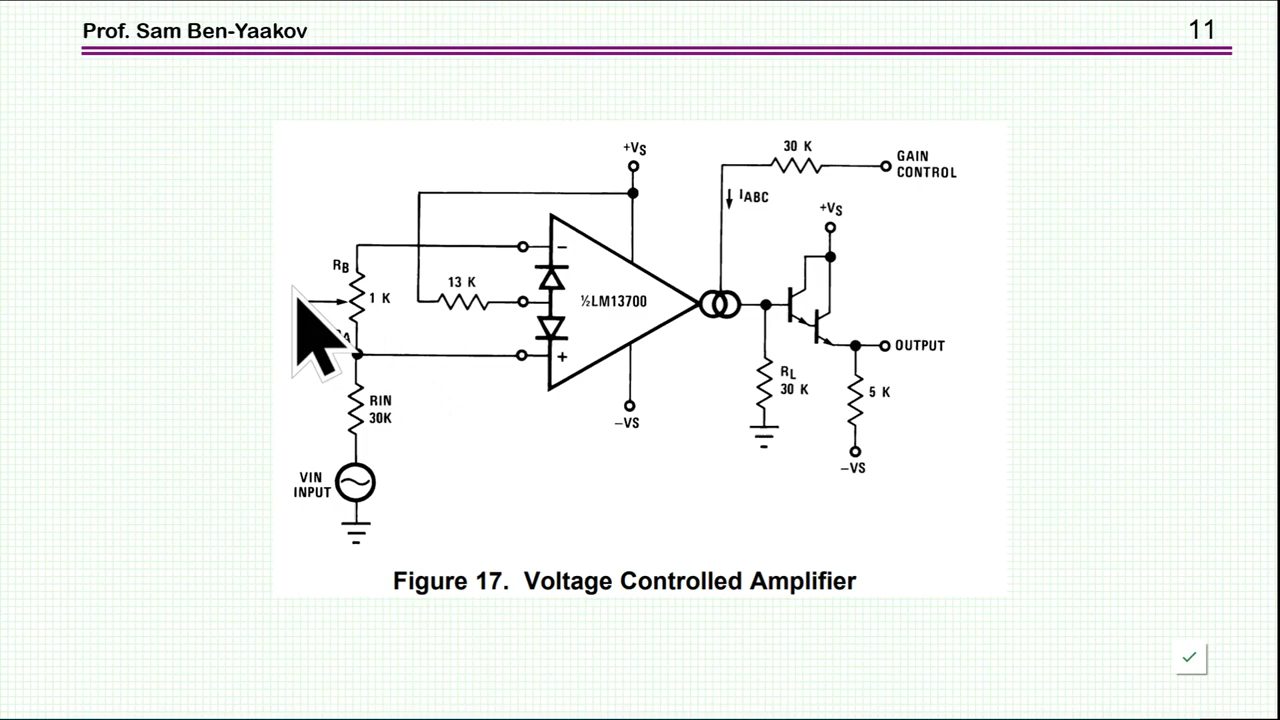 Prof. Sam Ben-Yaakov
11
+VS
30 K
GAIN
CONTROL
IABC
+VS
−
RB
1 K
13 K
½LM13700
A
+
OUTPUT
RL
30 K
5 K
RIN
30K
−VS
−VS
VIN
INPUT
Figure 17. Voltage Controlled Amplifier